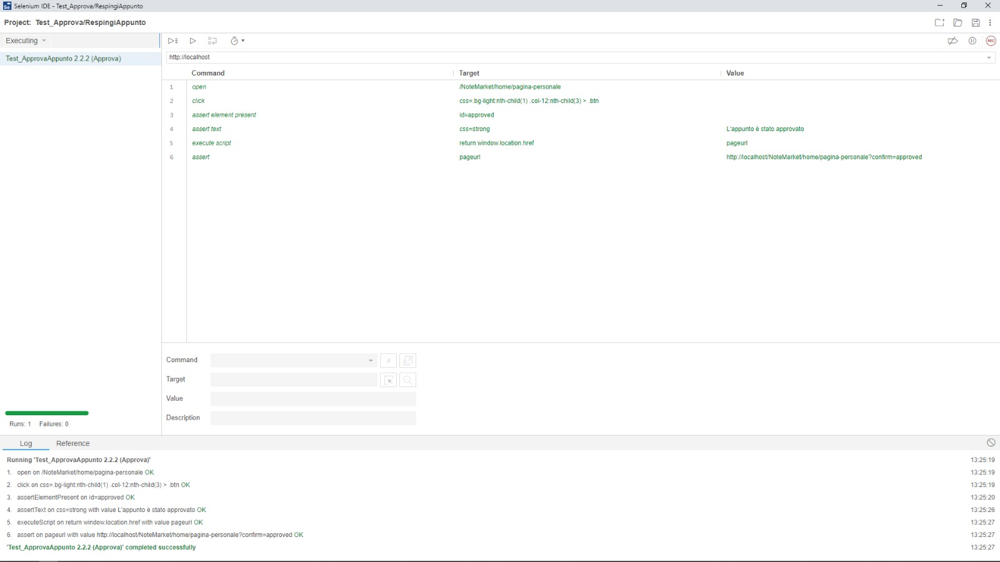 Selenium IDE - Test_Approva/RespingiAppunto
Project: Test_Approva/RespingiAppunto
Executing
Test_ApprovaAppunto 2.2.2 (Approva)
REC
http://localhost
Command Target Value
1 open /NoteMarket/home/pagina-personale
2 click css=.bg-light:nth-child(1) .col-12:nth-child(3) > .btn
3 assert element present id=approved
4 assert text css=strong L'appunto è stato approvato
5 execute script return window.location.href pageurl
6 assert pageurl http://localhost/NoteMarket/home/pagina-personale?confirm=approved
Command //
Target
Value
Description
Runs: 1 Failures: 0
Log Reference
Running 'Test_ApprovaAppunto 2.2.2 (Approva)' 13:25:19
1. open on /NoteMarket/home/pagina-personale OK 13:25:19
2. click on css=.bg-light:nth-child(1) .col-12:nth-child(3) > .btn OK 13:25:19
3. assertElementPresent on id=approved OK 13:25:20
4. assertText on css=strong with value L'appunto è stato approvato OK 13:25:26
5. executeScript on return window.location.href with value pageurl OK 13:25:27
6. assert on pageurl with value http://localhost/NoteMarket/home/pagina-personale?confirm=approved OK 13:25:27
'Test_ApprovaAppunto 2.2.2 (Approva)' completed successfully 13:25:27